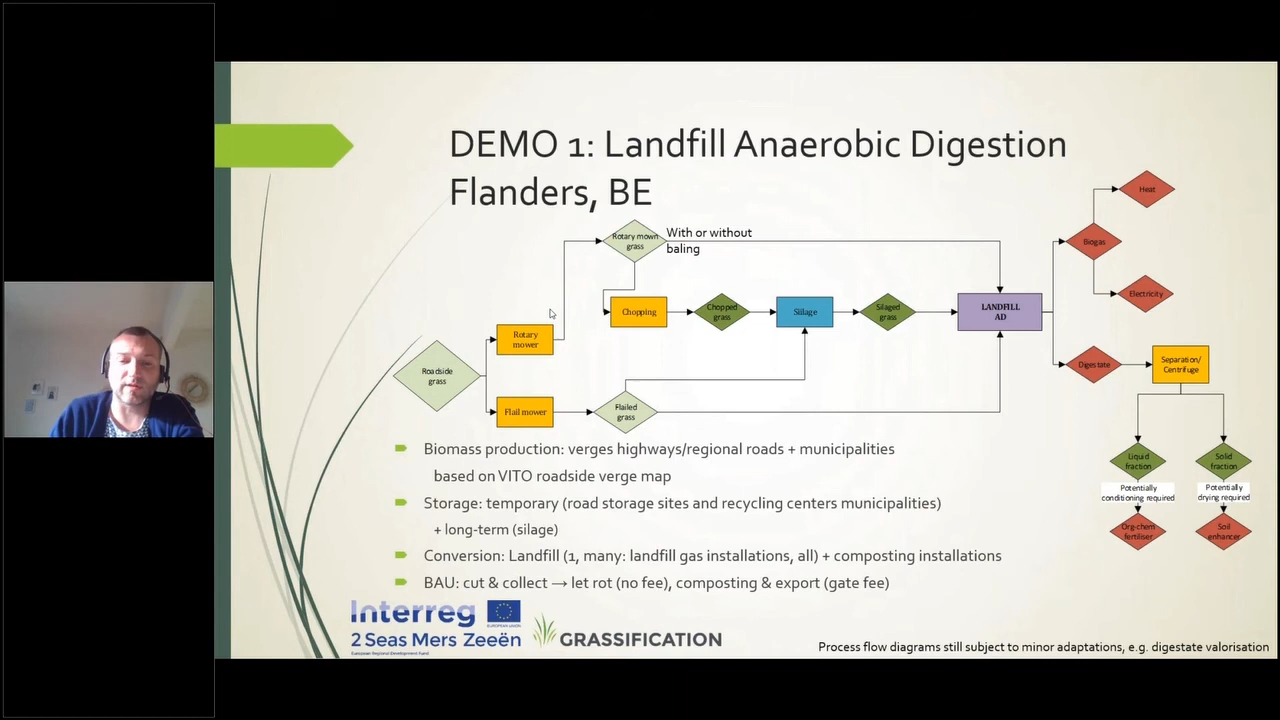 DEMO 1: Landfill Anaerobic Digestion
Flanders, BE
Roadside
grass
Rotary
mower
Flail mower
Rotary mown
grass
With or without
baling
Chopping
Chopped
grass
Siilage
Silaged
grass
Flailed
grass
LANDFILL
AD
Biogas
Heat
Electricity
Digestate
Separation/
Centrifuge
Liquid
fraction
Solid
fraction
Potentially
conditioning required
Potentially
drying required
Org-chem
fertiliser
Soil
enhancer
Biomass production: verges highways/regional roads + municipalities
based on VITO roadside verge map
Storage: temporary (road storage sites and recycling centers municipalities)
+ long-term (silage)
Conversion: Landfill (1, many: landfill gas installations, all) + composting installations
BAU: cut & collect → let rot (no fee), composting & export (gate fee)
Interreg
EUROPEAN UNION
2 Seas Mers Zeeën
European Regional Development Fund
GRASSIFICATION
Process flow diagrams still subject to minor adaptations, e.g. digestate valorisation